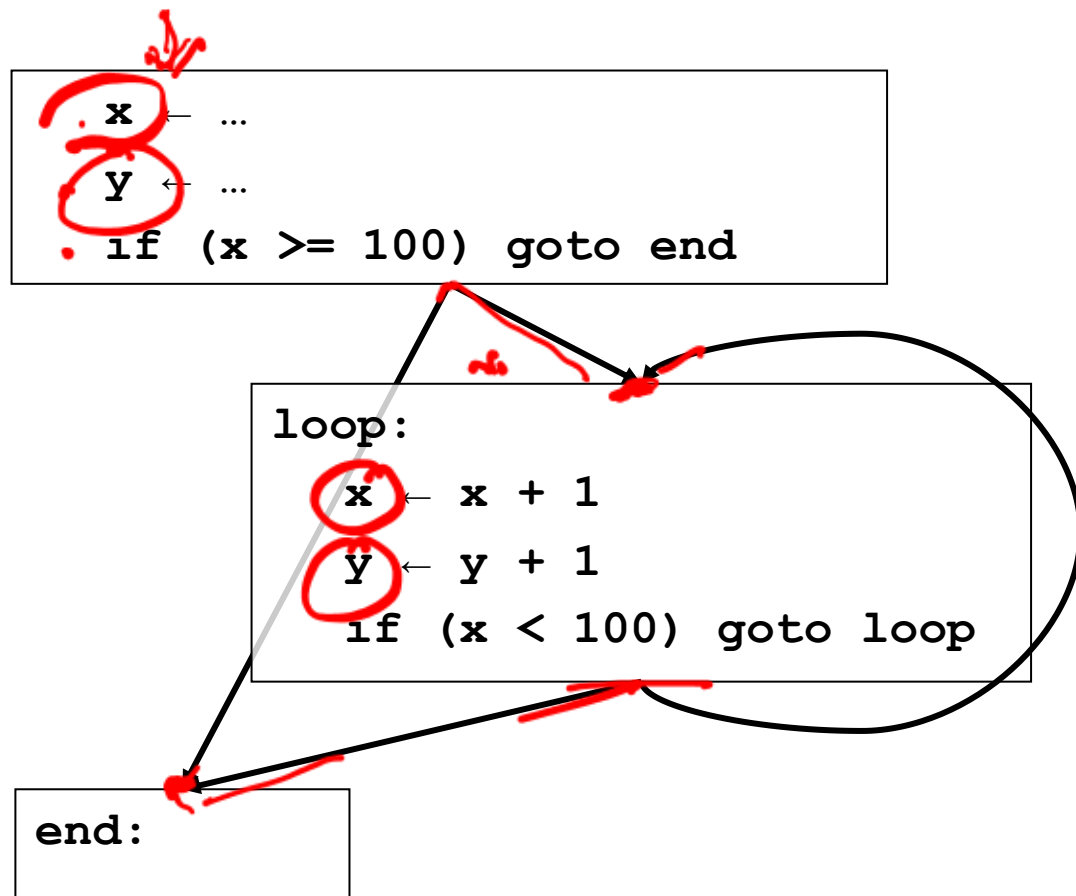 x ← …
y ← …
if (x >= 100) goto end
loop:
x ← x + 1
y ← y + 1
if (x < 100) goto loop
end: